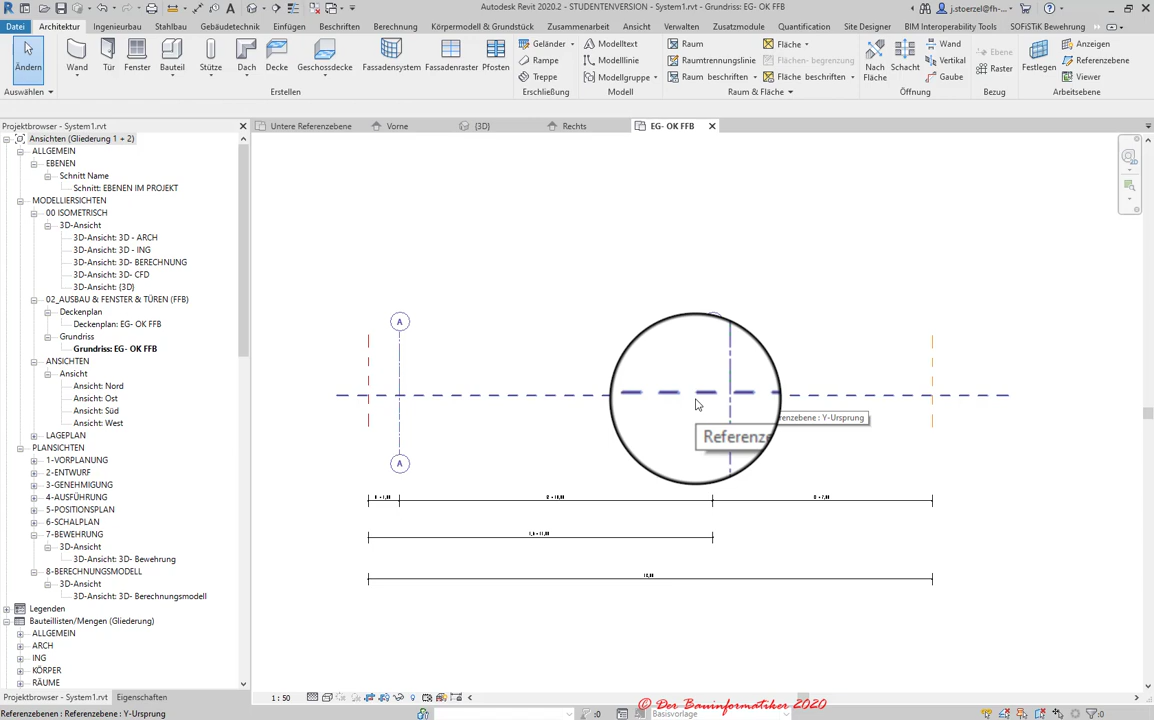 Autodesk Revit 2020.2 - STUDENTENVERSION - System1.rvt - Grundriss: EG- OK FFB
j.stoerzel@fh-...
Datei Architektur Ingenieurbau Stahlbau Gebäudetechnik Einfügen Beschriften Berechnung Körpermodell & Grundstück Zusammenarbeit Ansicht Verwalten Zusatzmodule Quantification Site Designer BIM Interoperability Tools SOFiSTiK Bewehrung
Ändern Wand Tür Fenster Bauteil Stütze Dach Decke Geschossdecke Fassadensystem Fassadenraster Pfosten
Geländer
Rampe
Treppe
Modelltext
Modelllinie
Modellgruppe
Raum
Raumtrennungslinie
Raum beschriften
Fläche
Flächen- begrenzung
Fläche beschriften
Nach Fläche
Schacht
Wand
Vertikal
Gaube
Ebene
Raster
Festlegen
Anzeigen
Referenzebene
Viewer
Auswählen Erstellen Erschließung Modell Raum & Fläche Öffnung Bezug Arbeitsebene
Projektbrowser - System1.rvt
Untere Referenzebene Vorne {3D} Rechts EG- OK FFB
Ansichten (Gliederung 1 + 2)
ALLGEMEIN
EBENEN
Schnitt Name
Schnitt: EBENEN IM PROJEKT
MODELLIERSICHTEN
00 ISOMETRISCH
3D-Ansicht
3D-Ansicht: 3D - ARCH
3D-Ansicht: 3D - ING
3D-Ansicht: 3D- BERECHNUNG
3D-Ansicht: 3D- CFD
3D-Ansicht: {3D}
02_AUSBAU & FENSTER & TÜREN (FFB)
Deckenplan
Deckenplan: EG- OK FFB
Grundriss
Grundriss: EG- OK FFB
ANSICHTEN
Ansicht
Ansicht: Nord
Ansicht: Ost
Ansicht: Süd
Ansicht: West
LAGEPLAN
PLANSICHTEN
1-VORPLANUNG
2-ENTWURF
3-GENEHMIGUNG
4-AUSFÜHRUNG
5-POSITIONSPLAN
6-SCHALPLAN
7-BEWEHRUNG
3D-Ansicht
3D-Ansicht: 3D- Bewehrung
8-BERECHNUNGSMODELL
3D-Ansicht
3D-Ansicht: 3D- Berechnungsmodell
Legenden
Bauteillisten/Mengen (Gliederung)
ALLGEMEIN
ARCH
ING
KÖRPER
RÄUME
A
A
renzebene : Y-Ursprung
Referenze
Projektbrowser - System1.rvt Eigenschaften
1 : 50
© Der Bauinformatiker 2020
Referenzebenen : Referenzebene : Y-Ursprung
:0
Basisvorlage
:0